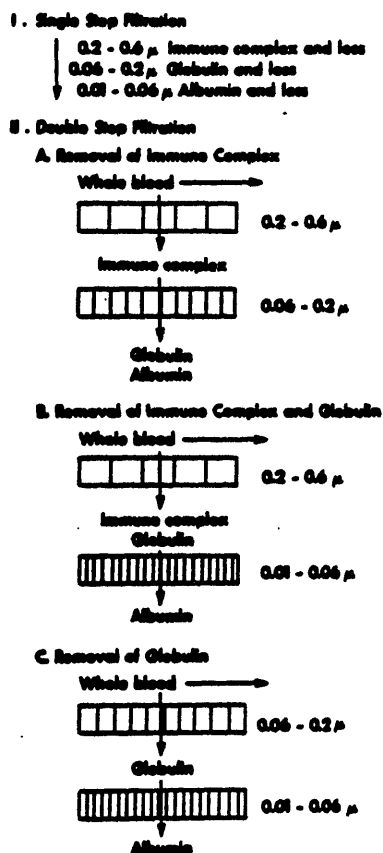 I. Single Step Filtration
0.2 - 0.6 μ Immune complex and less
0.06 - 0.2 μ Globulin and less
0.01 - 0.06 μ Albumin and less
II. Double Step Filtration
A. Removal of Immune Complex
Whole blood
0.2 - 0.6 μ
Immune complex
0.06 - 0.2 μ
Globulin
Albumin
B. Removal of Immune Complex and Globulin
Whole blood
0.2 - 0.6 μ
Immune complex
Globulin
0.01 - 0.06 μ
Albumin
C. Removal of Globulin
Whole blood
0.06 - 0.2 μ
Globulin
0.01 - 0.06 μ
Albumin